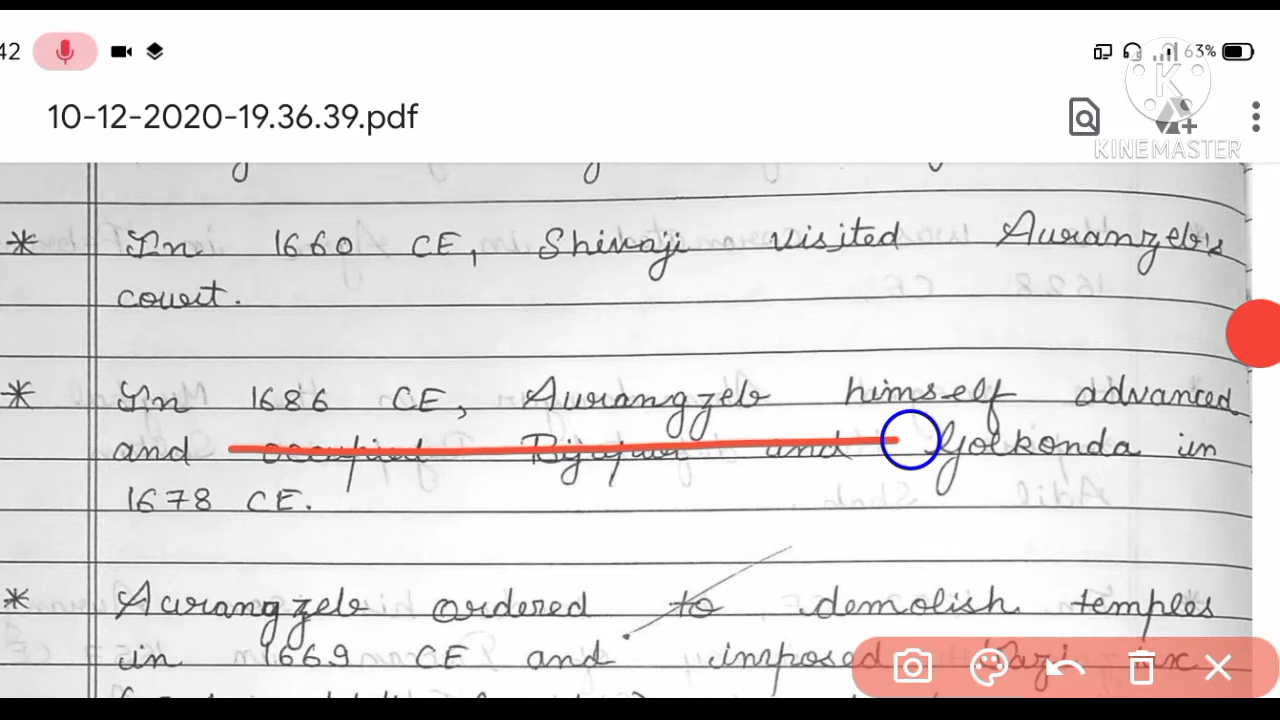 42
63%
10-12-2020-19.36.39.pdf
KINEMASTER
* In 1660 CE, Shivaji visited Auranzeb's
court.
* In 1686 CE, Aurangzeb himself advanced
and occupied Bijapur and Golkonda in
1678 CE.
* Aurangzeb ordered to demolish temples
in 1669 CE and imposed